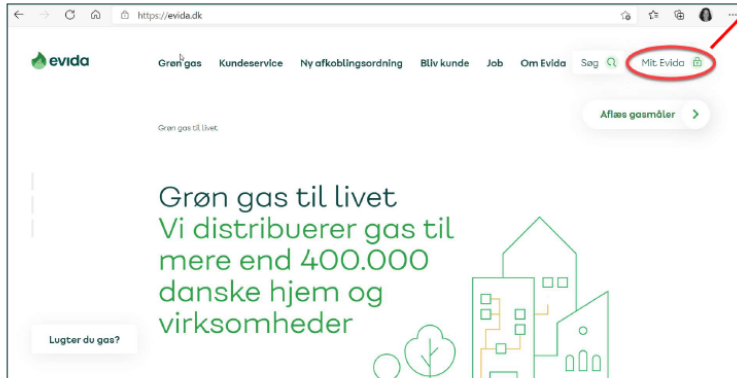 https://evida.dk
evida
Grøn gas Kundeservice Ny afkoblingsordning Bliv kunde Job Om Evida Søg Mit Evida
Aflæs gasmåler
Grøn gas til livet
Grøn gas til livet
Vi distribuerer gas til
mere end 400.000
danske hjem og
virksomheder
Lugter du gas?